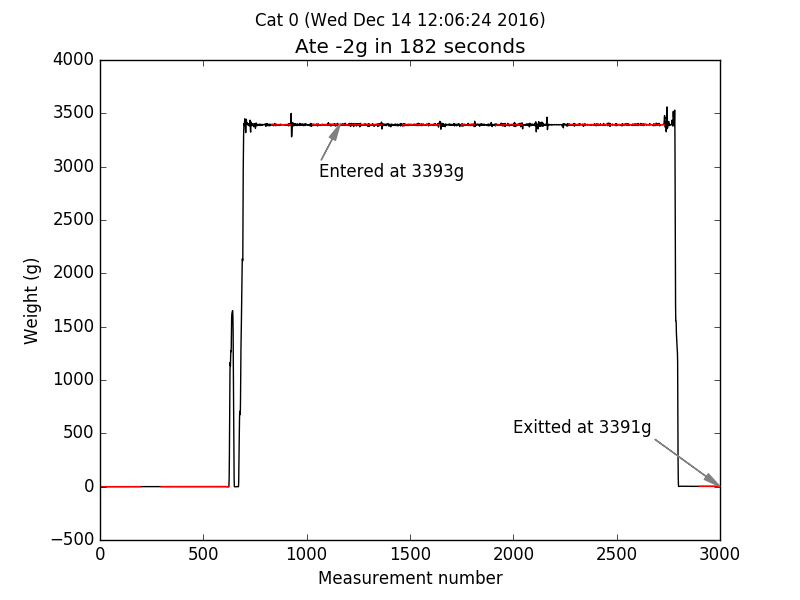 Cat 0 (Wed Dec 14 12:06:24 2016)
Ate -2g in 182 seconds
4000
3500
3000
2500
2000
1500
1000
500
0
−500
Weight (g)
Entered at 3393g
Exitted at 3391g
0 500 1000 1500 2000 2500 3000
Measurement number